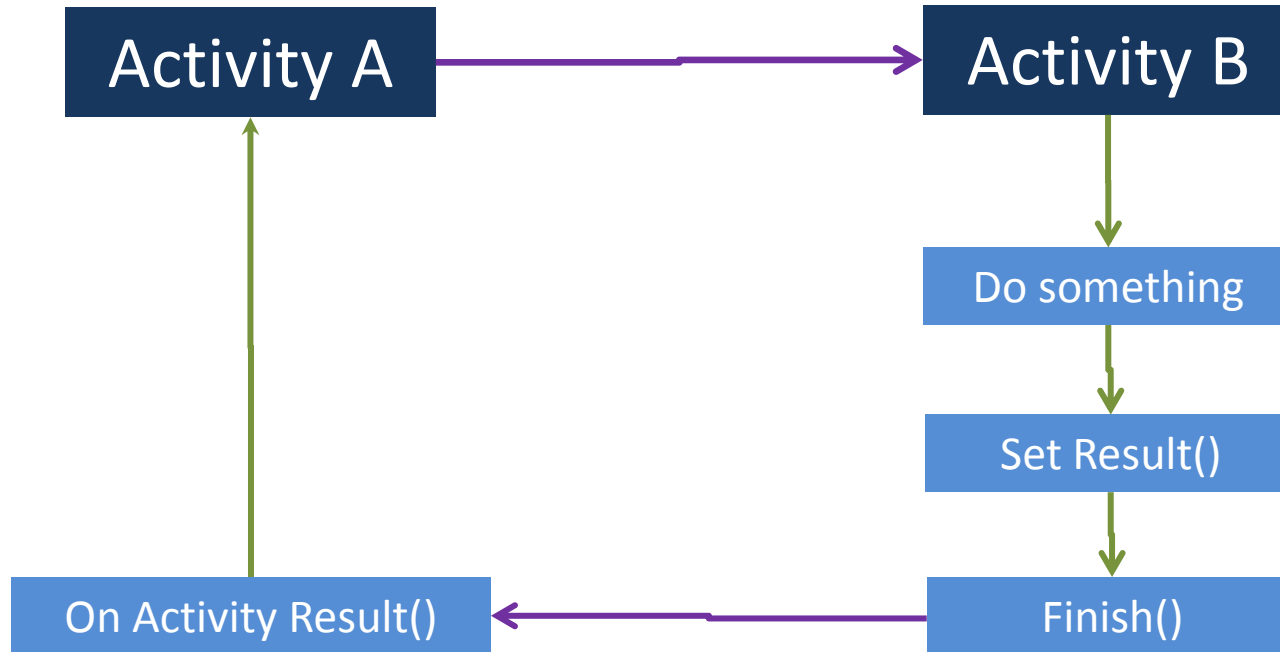 Activity A
Activity B
Do something
Set Result()
On Activity Result()
Finish()